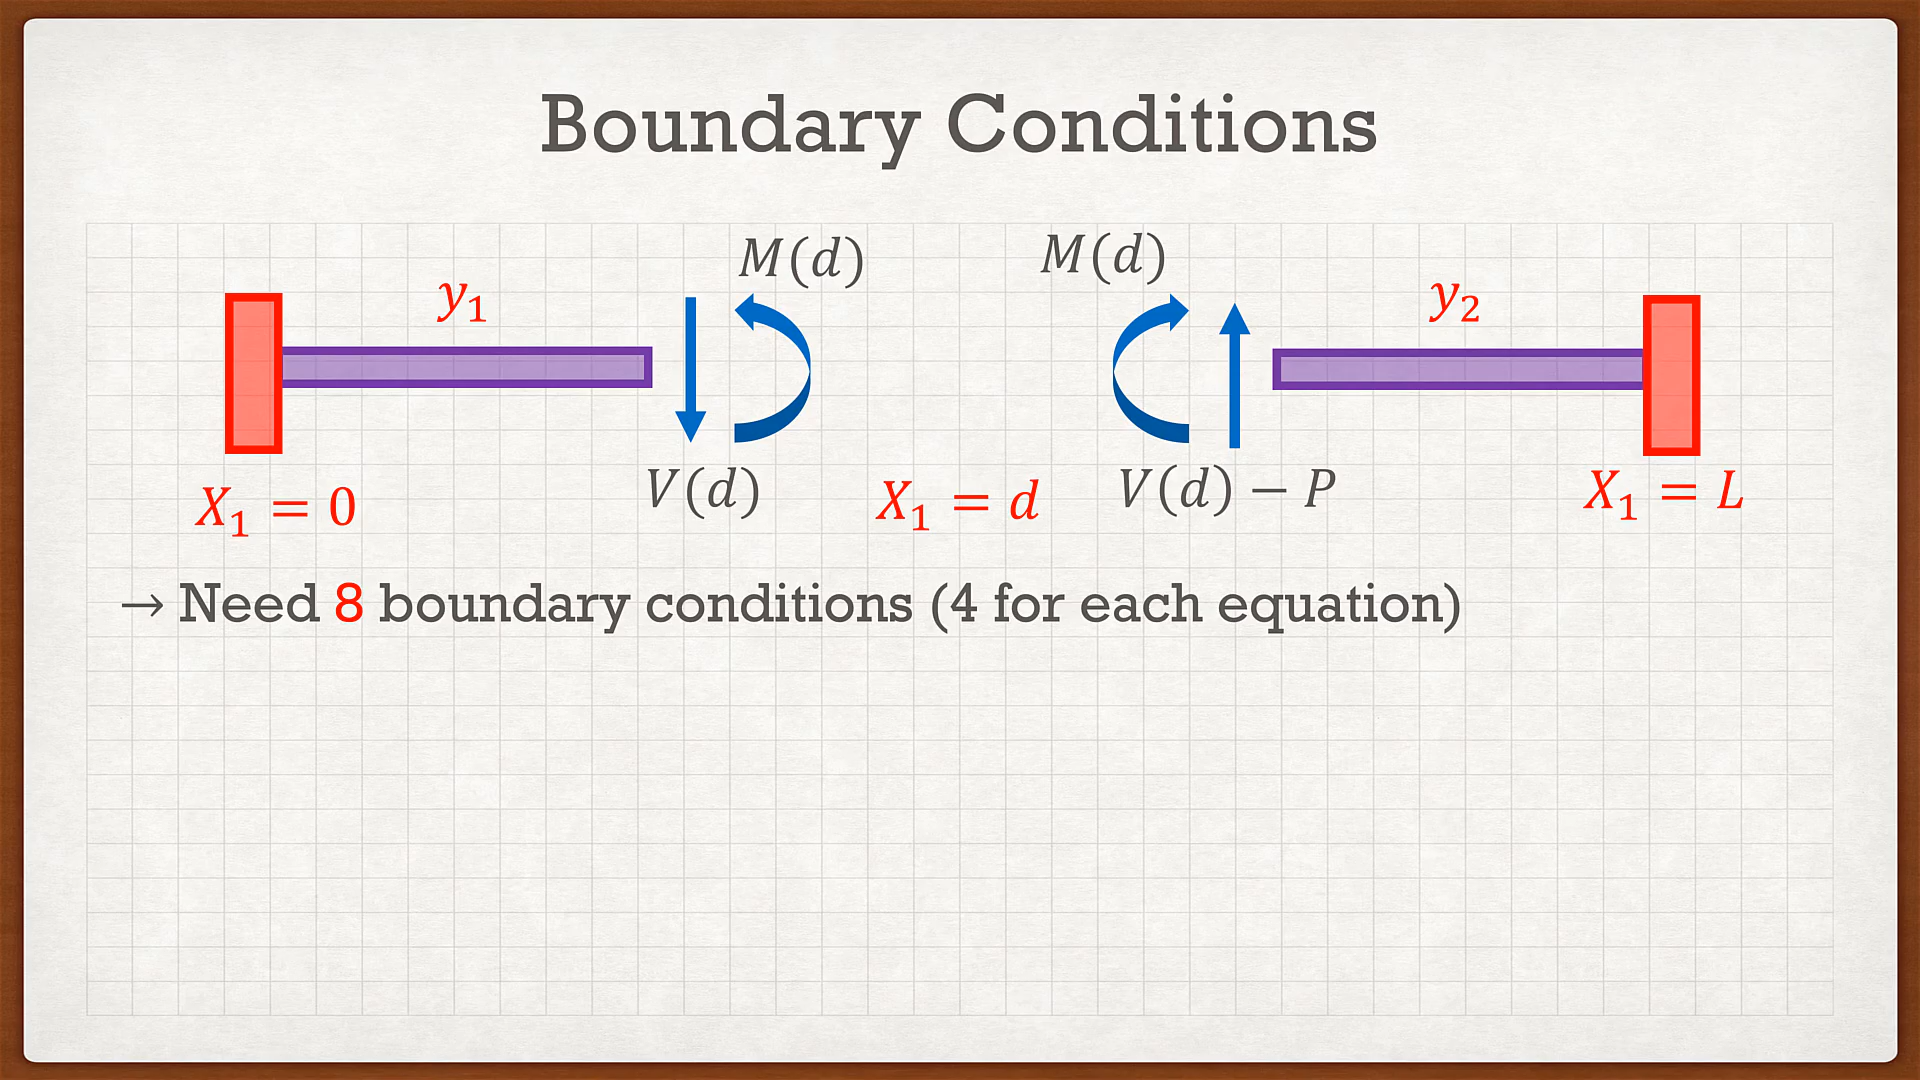 Boundary Conditions
M(d) M(d)
y₁ y₂
X₁ = 0 V(d) X₁ = d V(d) − P X₁ = L
→ Need 8 boundary conditions (4 for each equation)